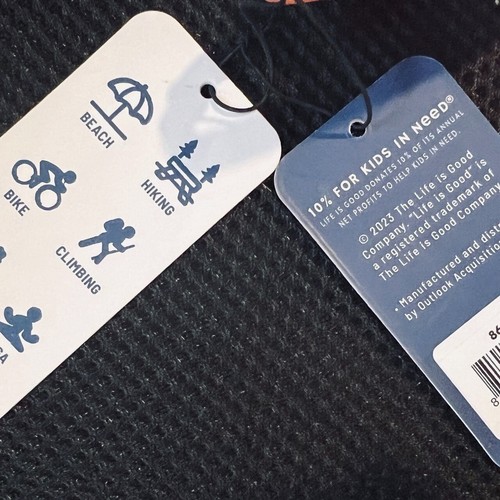 BEACH
HIKING
BIKE
CLIMBING
10% FOR KIDS IN NEED®
LIFE IS GOOD DONATES 10% OF ITS ANNUAL
NET PROFITS TO HELP KIDS IN NEED.
© 2023 The Life is Good
Company. "Life is Good" is
a registered trademark of
The Life is Good Company
• Manufactured and
by Outlook